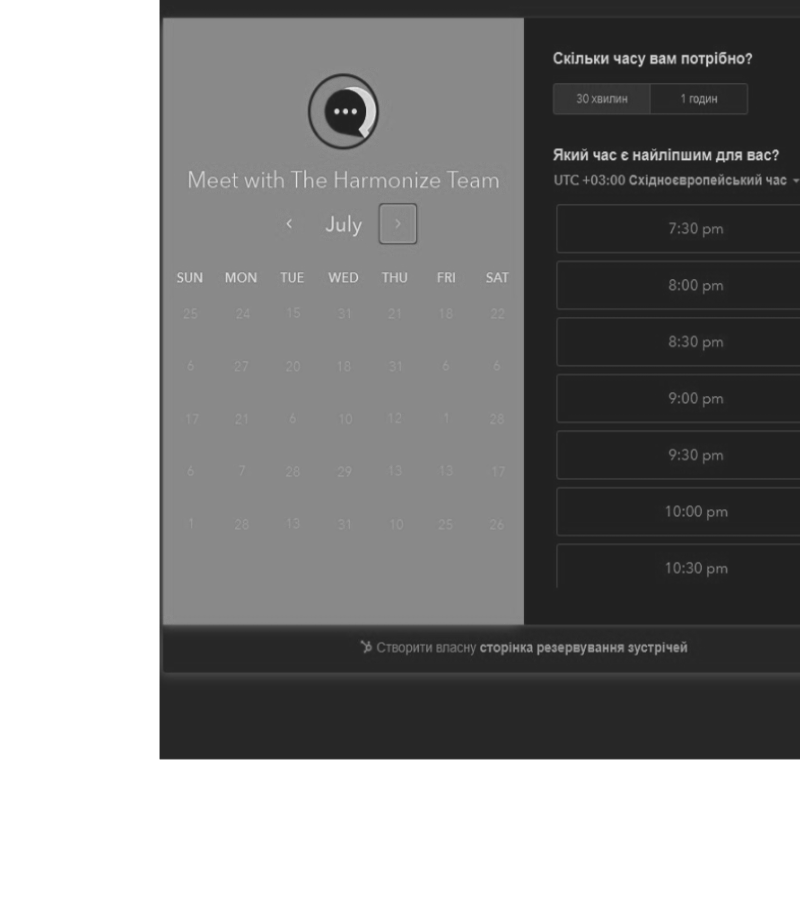 Meet with The Harmonize Team
July
SUN MON TUE WED THU FRI SAT
25 24 15 31 21 18 22
6 27 20 18 31 6 6
17 21 6 10 12 1 28
6 7 28 29 13 13 17
1 28 13 31 10 25 26
Скільки часу вам потрібно?
30 хвилин 1 годин
Який час є найліпшим для вас?
UTC +03:00 Східноєвропейський час
7:30 pm
8:00 pm
8:30 pm
9:00 pm
9:30 pm
10:00 pm
10:30 pm
Створити власну сторінка резервування зустрічей